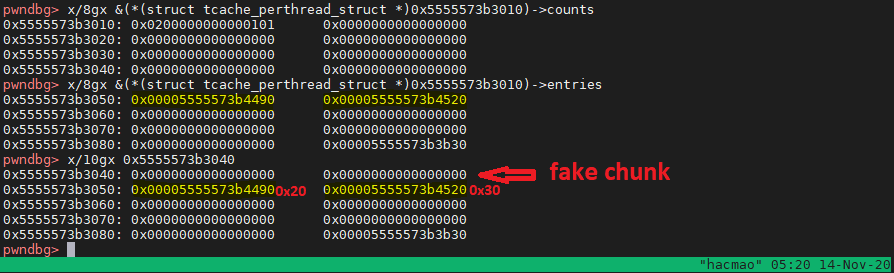 pwndbg> x/8gx &(*(struct tcache_perthread_struct *)0x5555573b3010)->counts
0x5555573b3010: 0x0200000000000101 0x0000000000000000
0x5555573b3020: 0x0000000000000000 0x0000000000000000
0x5555573b3030: 0x0000000000000000 0x0000000000000000
0x5555573b3040: 0x0000000000000000 0x0000000000000000
pwndbg> x/8gx &(*(struct tcache_perthread_struct *)0x5555573b3010)->entries
0x5555573b3050: 0x00005555573b4490 0x00005555573b4520
0x5555573b3060: 0x0000000000000000 0x0000000000000000
0x5555573b3070: 0x0000000000000000 0x0000000000000000
0x5555573b3080: 0x0000000000000000 0x00005555573b3b30
pwndbg> x/10gx 0x5555573b3040
0x5555573b3040: 0x0000000000000000 0x0000000000000000 fake chunk
0x5555573b3050: 0x00005555573b4490 0x20 0x00005555573b4520 0x30
0x5555573b3060: 0x0000000000000000 0x0000000000000000
0x5555573b3070: 0x0000000000000000 0x0000000000000000
0x5555573b3080: 0x0000000000000000 0x00005555573b3b30
pwndbg>
"hacmao" 05:20 14-Nov-20